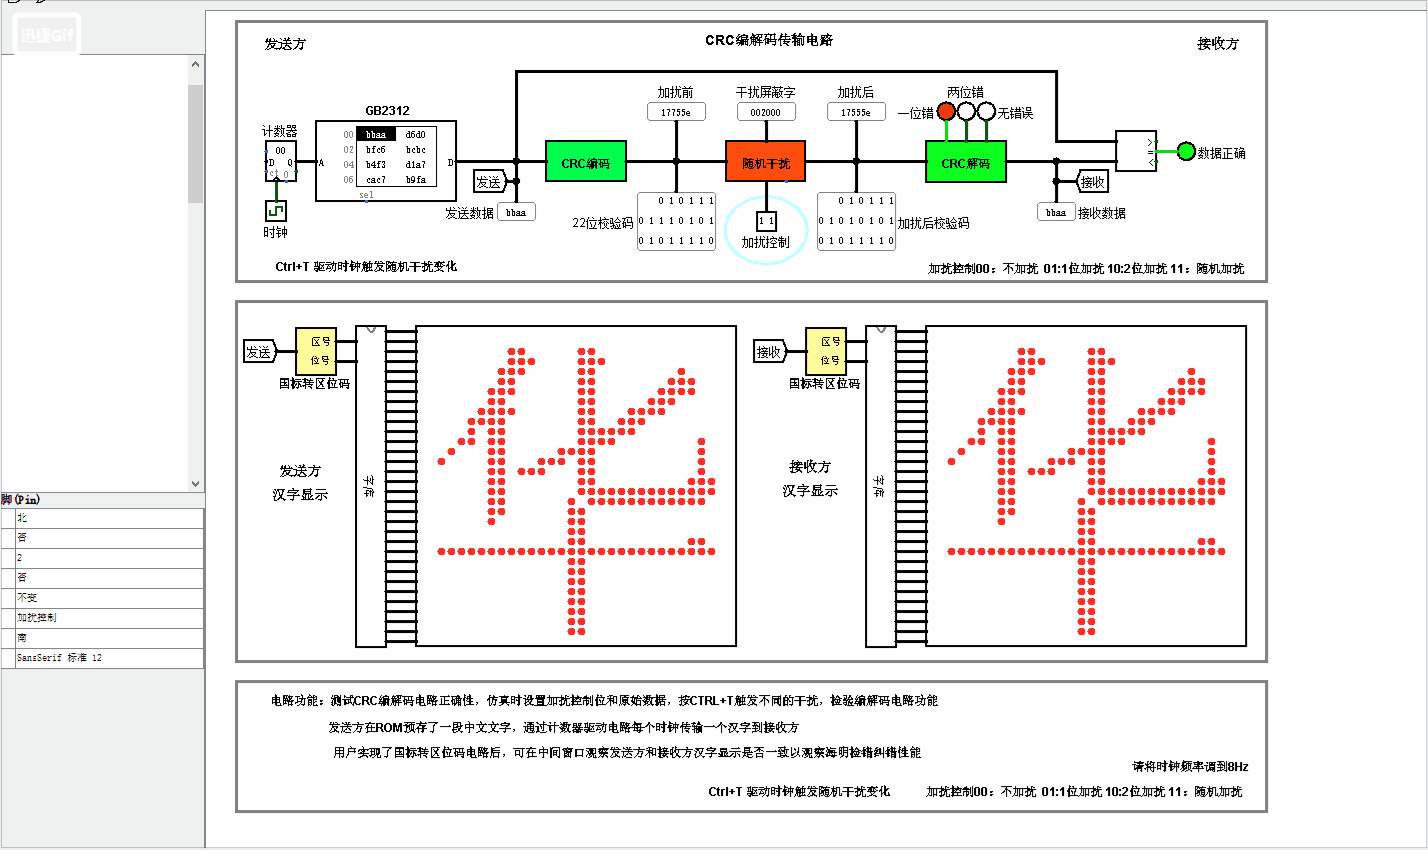 迅捷Gif
发送方
CRC编解码传输电路
接收方
加扰前
干扰屏蔽字
加扰后
两位错
17755e
002000
17555e
一位错
无错误
GB2312
计数器
00
D Q
ct 0
A
00 bbaa d6d0
02 bfc6 bcbc
04 b4f3 d1a7
06 cac7 b9fa
D
sel
CRC编码
随机干扰
CRC解码
>
=
<
数据正确
时钟
发送
发送数据
bbaa
22位校验码
0 1 0 1 1 1
0 1 0 1 1 1 0 1
0 1 0 1 1 1 1 0
1 1
加扰控制
0 1 0 1 1 1
0 1 0 1 0 1 0 1
0 1 0 1 1 1 1 0
加扰后校验码
接收
bbaa
接收数据
Ctrl+T 驱动时钟触发随机干扰变化
加扰控制00：不加扰 01:1位加扰 10:2位加扰 11：随机加扰
发送
区号
位号
国标转区位码
字库
发送方
汉字显示
接收
区号
位号
国标转区位码
字库
接收方
汉字显示
华
华
脚(Pin)
北
否
2
否
不变
加扰控制
南
SansSerif 标准 12
电路功能：测试CRC编解码电路正确性，仿真时设置加扰控制位和原始数据，按CTRL+T触发不同的干扰，检验编解码电路功能
发送方在ROM预存了一段中文文字，通过计数器驱动电路每个时钟传输一个汉字到接收方
用户实现了国标转区位码电路后，可在中间窗口观察发送方和接收方汉字显示是否一致以观察海明检错纠错性能
请将时钟频率调到8Hz
Ctrl+T 驱动时钟触发随机干扰变化
加扰控制00：不加扰 01:1位加扰 10:2位加扰 11：随机加扰